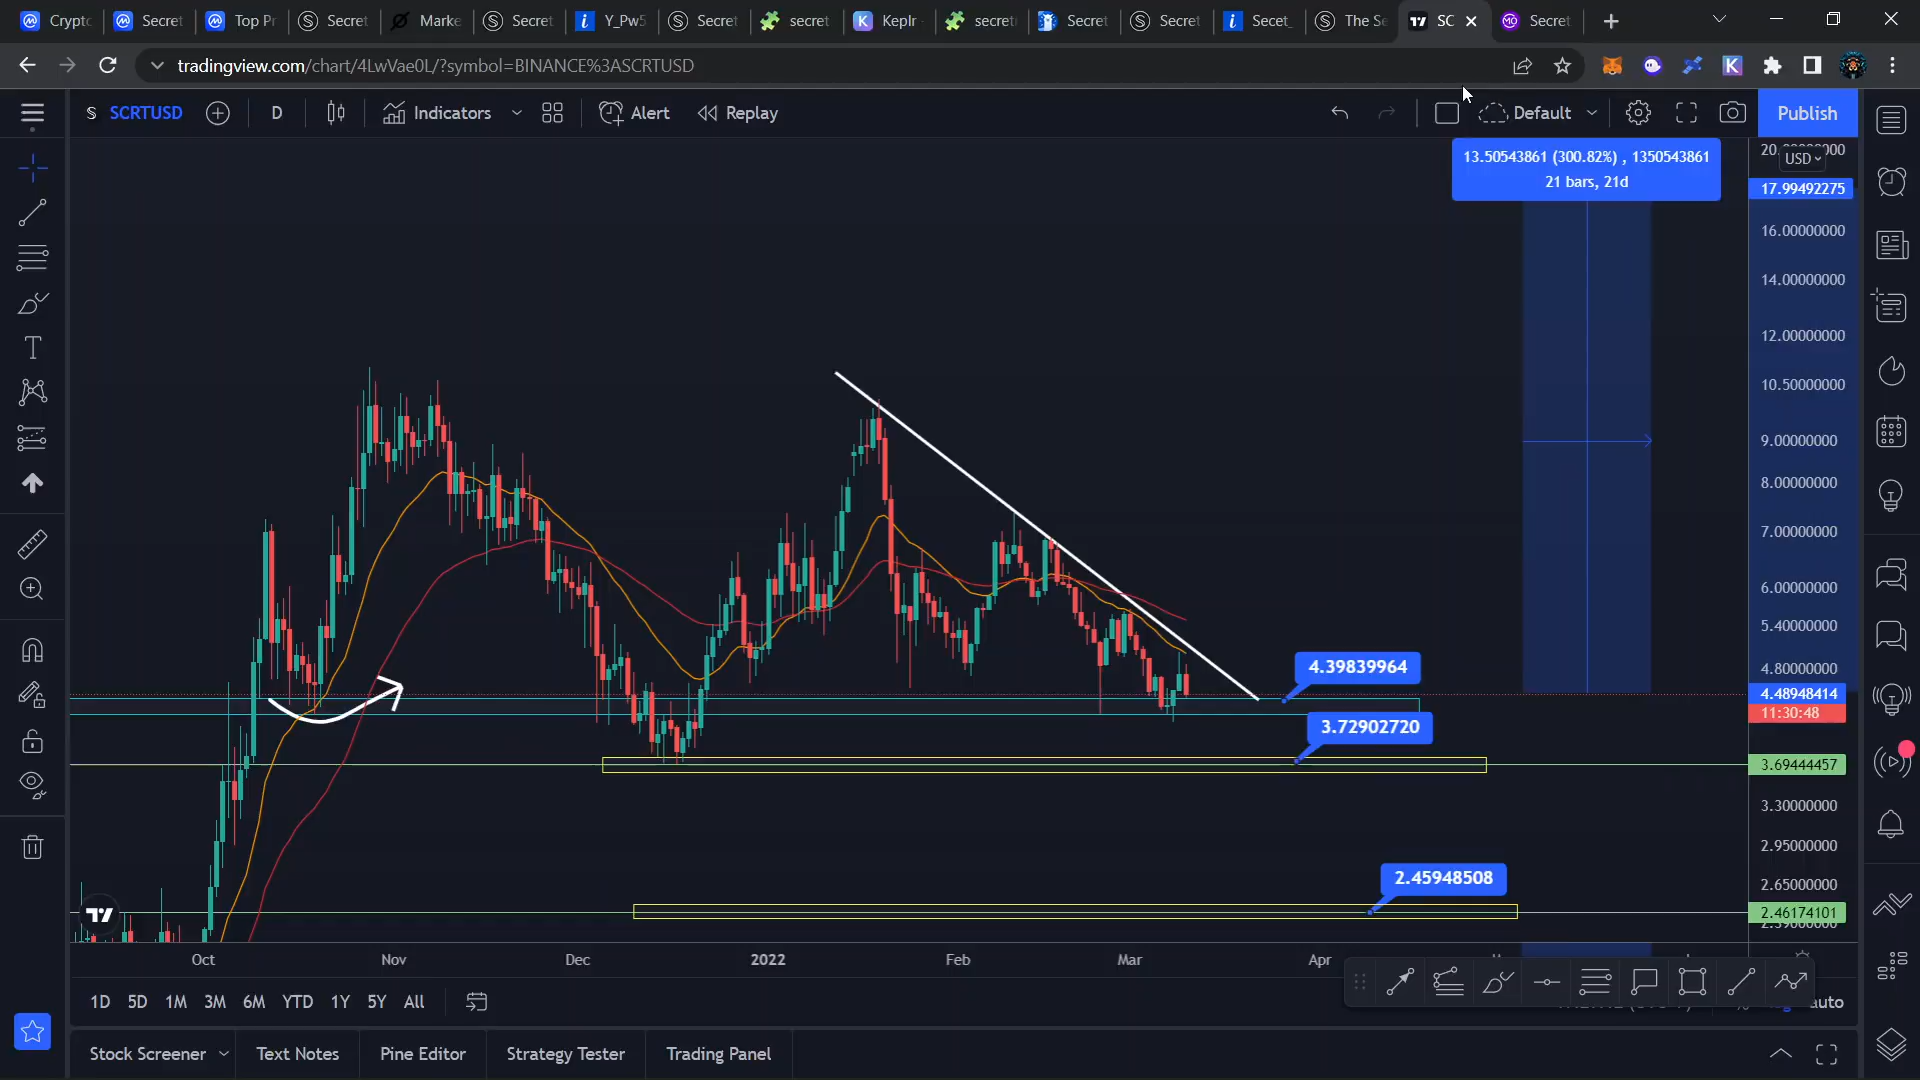 Crypto
Secret
Top Pr
Secret
Marke
Secret
Y_Pw5
Secret
secret
Keplr
secret
Secret
Secret
Secet_
The Se
SC
Secret
tradingview.com/chart/4LwVae0L/?symbol=BINANCE%3ASCRTUSD
S SCRTUSD
D
Indicators
Alert
Replay
Default
Publish
13.50543861 (300.82%) , 1350543861
21 bars, 21d
USD
17.99492275
16.00000000
14.00000000
12.00000000
10.50000000
9.00000000
8.00000000
7.00000000
6.00000000
5.40000000
4.80000000
4.39839964
4.48948414
11:30:48
3.72902720
3.69444457
3.30000000
2.95000000
2.45948508
2.65000000
2.46174101
Oct
Nov
Dec
2022
Feb
Mar
Apr
1D 5D 1M 3M 6M YTD 1Y 5Y All
auto
Stock Screener
Text Notes
Pine Editor
Strategy Tester
Trading Panel